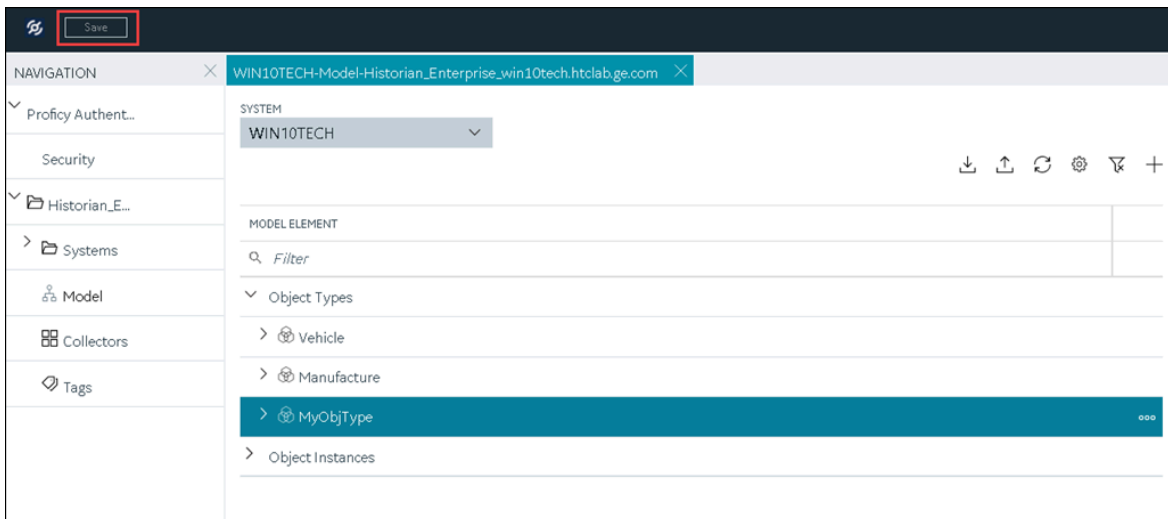 Save
NAVIGATION
WIN10TECH-Model-Historian_Enterprise_win10tech.htclab.ge.com
Proficy Authent...
Security
Historian_E...
Systems
Model
Collectors
Tags
SYSTEM
WIN10TECH
MODEL ELEMENT
Filter
Object Types
Vehicle
Manufacture
MyObjType
Object Instances